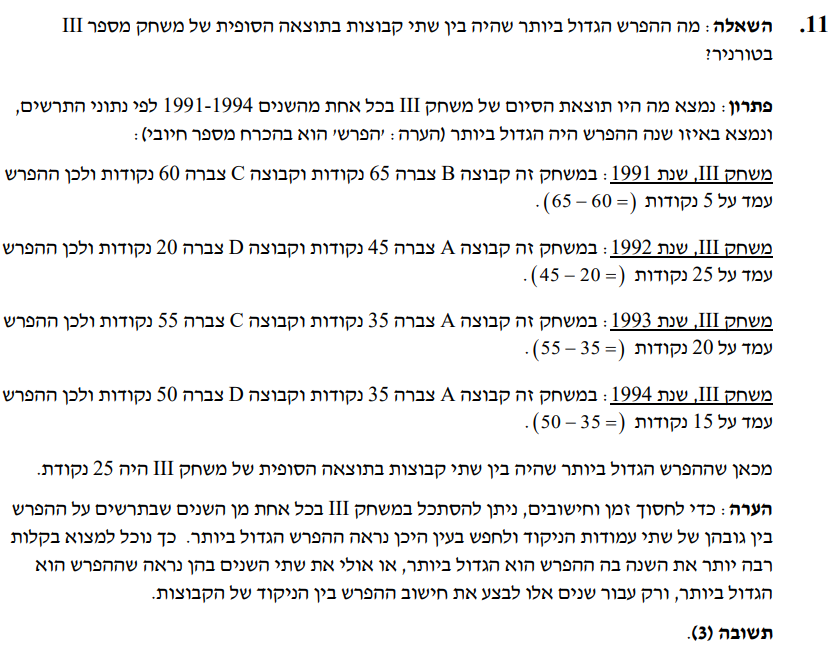 11. השאלה: מה ההפרש הגדול ביותר שהיה בין שתי קבוצות בתוצאה הסופית של משחק מספר III
בטורניר?
פתרון: נמצא מה היו תוצאת הסיום של משחק III בכל אחת מהשנים 1991-1994 לפי נתוני התרשים,
ונמצא באיזו שנה ההפרש היה הגדול ביותר (הערה: 'הפרש' הוא בהכרח מספר חיובי):
משחק III, שנת 1991: במשחק זה קבוצה B צברה 65 נקודות וקבוצה C צברה 60 נקודות ולכן ההפרש
עמד על 5 נקודות (= 60 – 65).
משחק III, שנת 1992: במשחק זה קבוצה A צברה 45 נקודות וקבוצה D צברה 20 נקודות ולכן ההפרש
עמד על 25 נקודות (= 20 – 45).
משחק III, שנת 1993: במשחק זה קבוצה A צברה 35 נקודות וקבוצה C צברה 55 נקודות ולכן ההפרש
עמד על 20 נקודות (= 35 – 55).
משחק III, שנת 1994: במשחק זה קבוצה A צברה 35 נקודות וקבוצה D צברה 50 נקודות ולכן ההפרש
עמד על 15 נקודות (= 35 – 50).
מכאן שההפרש הגדול ביותר שהיה בין שתי קבוצות בתוצאה הסופית של משחק III היה 25 נקודת.
הערה: כדי לחסוך זמן וחישובים, ניתן להסתכל במשחק III בכל אחת מן השנים שבתרשים על ההפרש
בין גובהן של שתי עמודות הניקוד ולחפש בעין היכן נראה ההפרש הגדול ביותר. כך נוכל למצוא בקלות
רבה יותר את השנה בה ההפרש הוא הגדול ביותר, או אולי את שתי השנים בהן נראה שההפרש הוא
הגדול ביותר, ורק עבור שנים אלו לבצע את חישוב ההפרש בין הניקוד של הקבוצות.
תשובה (3).